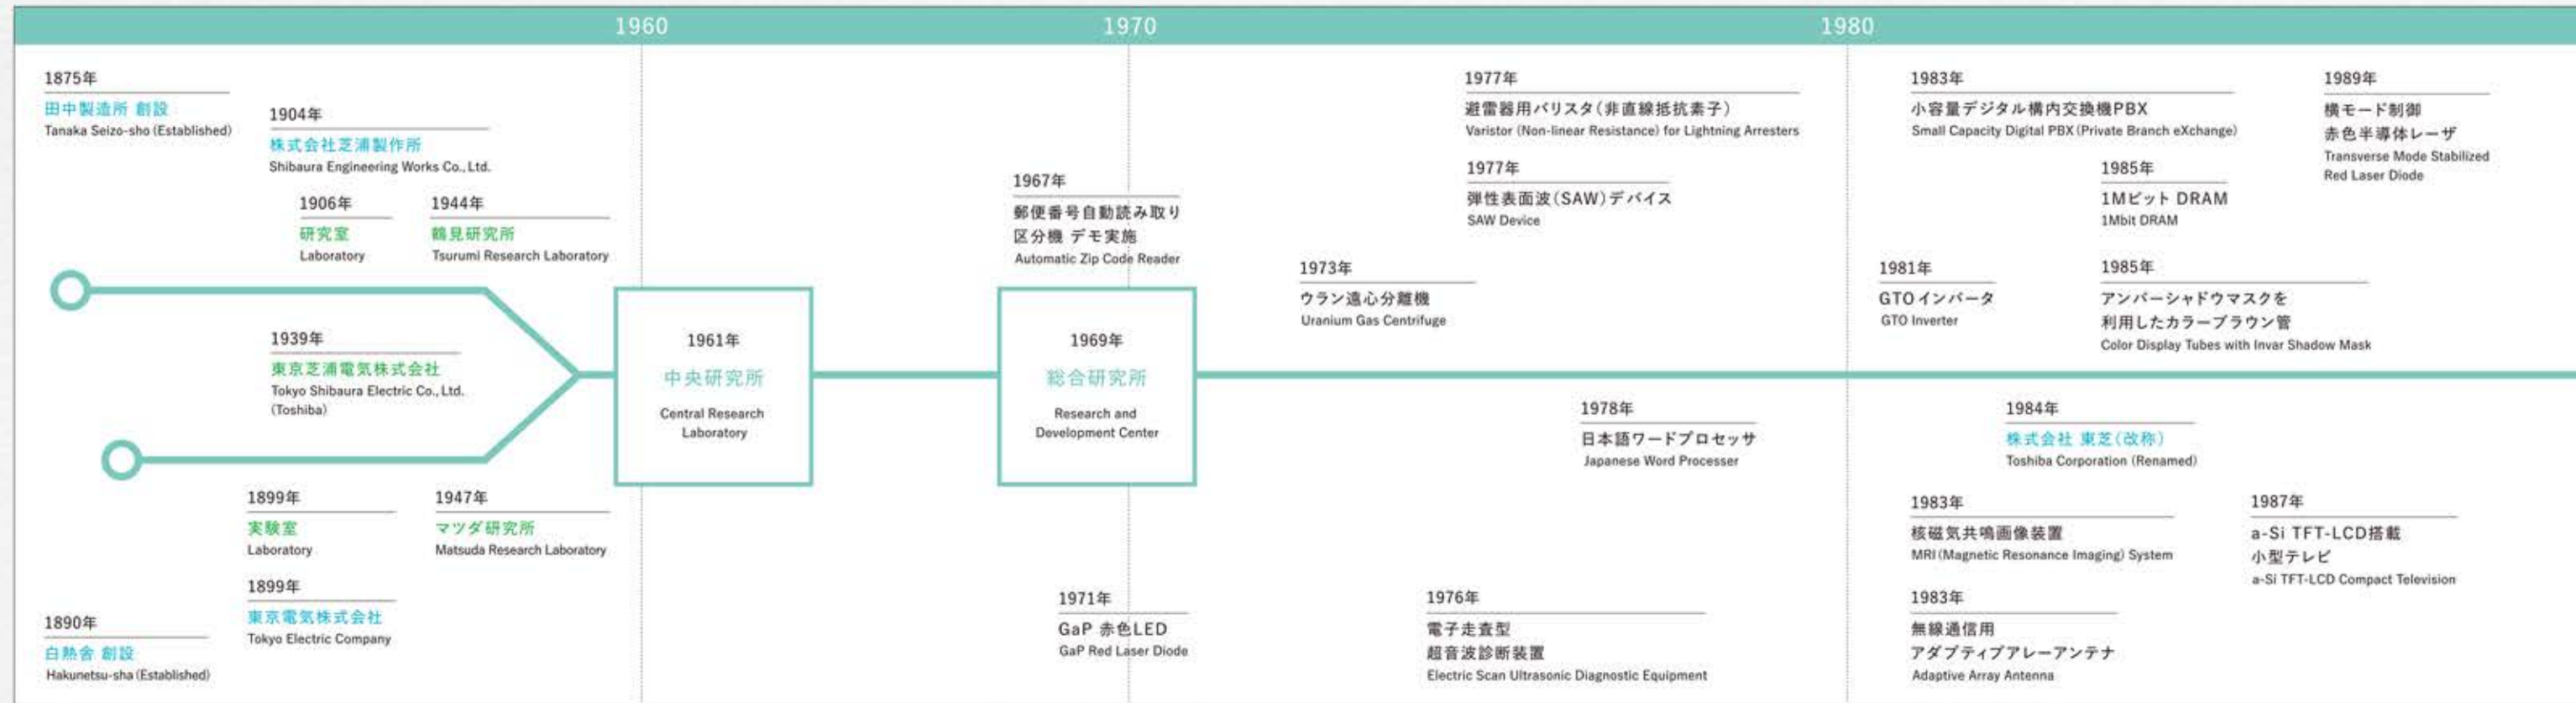 1960
1970
1980
1875年
田中製造所 創設
Tanaka Seizo-sho (Established)
1904年
株式会社芝浦製作所
Shibaura Engineering Works Co., Ltd.
1906年
研究室
Laboratory
1944年
鶴見研究所
Tsurumi Research Laboratory
1939年
東京芝浦電気株式会社
Tokyo Shibaura Electric Co., Ltd.
(Toshiba)
1899年
実験室
Laboratory
1947年
マツダ研究所
Matsuda Research Laboratory
1899年
東京電気株式会社
Tokyo Electric Company
1890年
白熱舎 創設
Hakunetsu-sha (Established)
1961年
中央研究所
Central Research
Laboratory
1967年
郵便番号自動読み取り
区分機 デモ実施
Automatic Zip Code Reader
1969年
総合研究所
Research and
Development Center
1971年
GaP 赤色LED
GaP Red Laser Diode
1973年
ウラン遠心分離機
Uranium Gas Centrifuge
1977年
避雷器用バリスタ(非直線抵抗素子)
Varistor (Non-linear Resistance) for Lightning Arresters
1977年
弾性表面波(SAW)デバイス
SAW Device
1978年
日本語ワードプロセッサ
Japanese Word Processer
1976年
電子走査型
超音波診断装置
Electric Scan Ultrasonic Diagnostic Equipment
1983年
小容量デジタル構内交換機PBX
Small Capacity Digital PBX (Private Branch eXchange)
1985年
1Mビット DRAM
1Mbit DRAM
1989年
横モード制御
赤色半導体レーザ
Transverse Mode Stabilized
Red Laser Diode
1981年
GTOインバータ
GTO Inverter
1985年
アンバーシャドウマスクを
利用したカラーブラウン管
Color Display Tubes with Invar Shadow Mask
1984年
株式会社 東芝(改称)
Toshiba Corporation (Renamed)
1983年
核磁気共鳴画像装置
MRI (Magnetic Resonance Imaging) System
1987年
a-Si TFT-LCD搭載
小型テレビ
a-Si TFT-LCD Compact Television
1983年
無線通信用
アダプティブアレーアンテナ
Adaptive Array Antenna